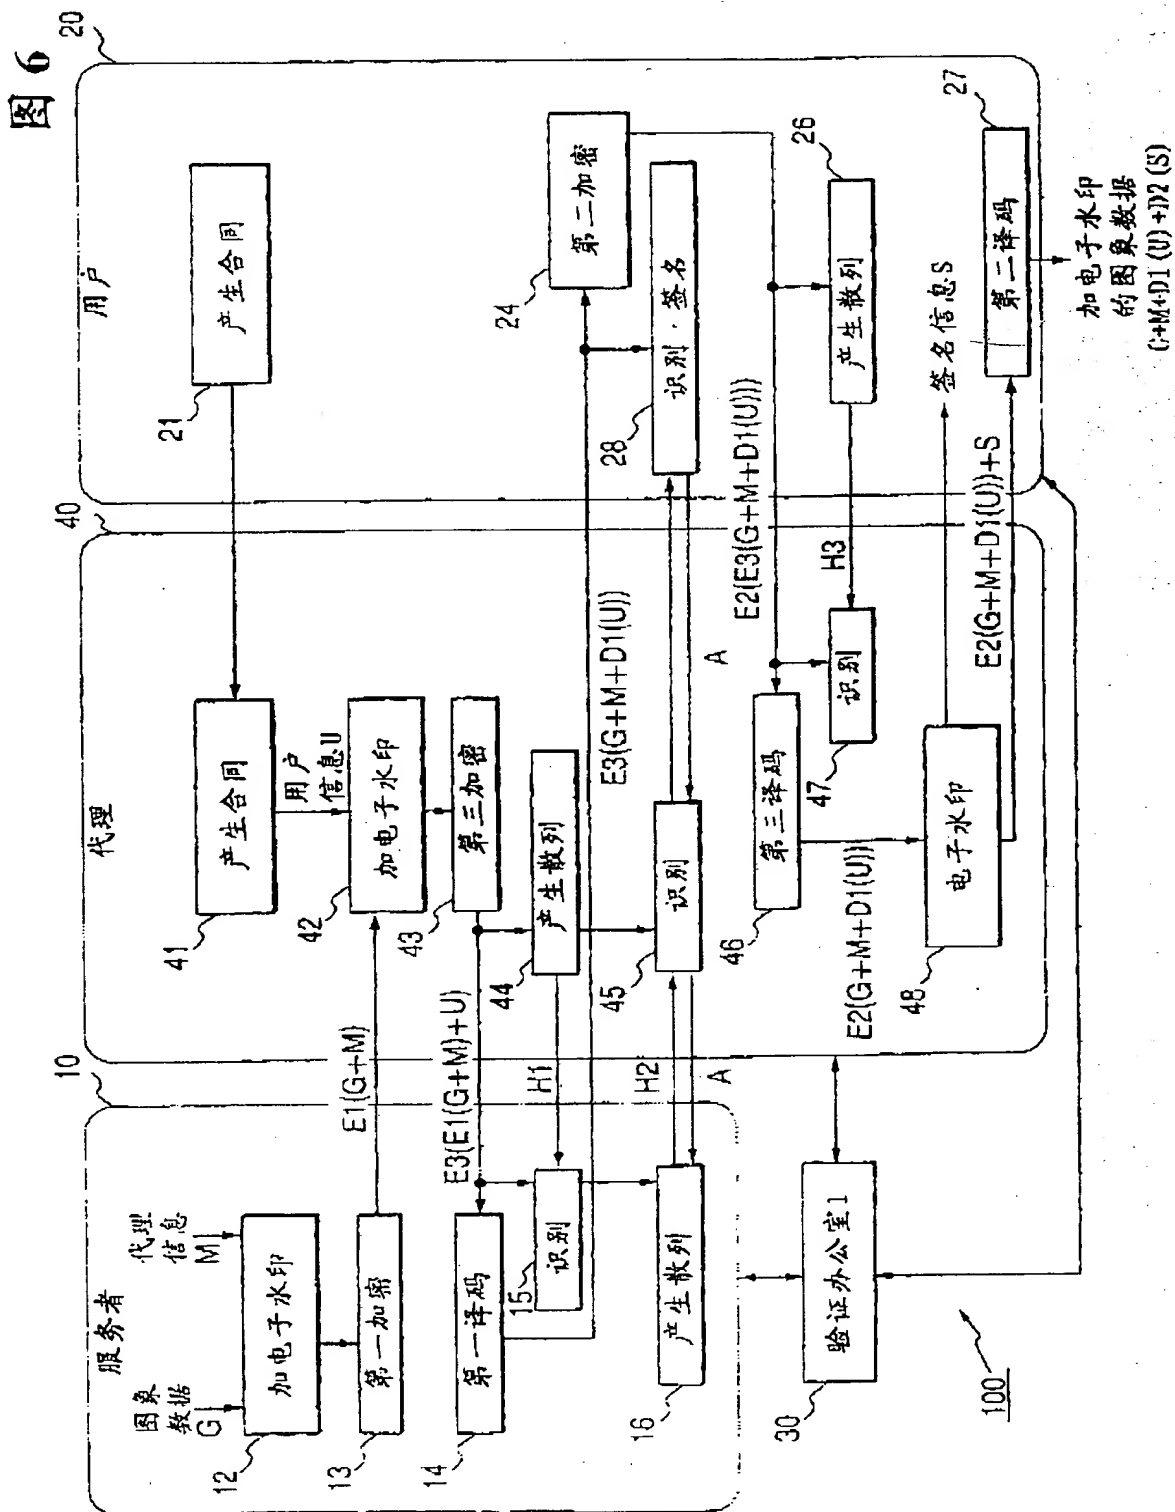 图 6
服务者
10
图象
数据
G
代理
信息
M
加电子水印
12
第一加密
13
E1(G+M)
第一译码
14
E3(E1(G+M)+U)
识别
15
H1
产生散列
16
H2
A
代理
40
产生合同
41
用户
信息U
加电子水印
42
第三加密
43
产生散列
44
识别
45
E3(G+M+D1(U))
A
第三译码
46
识别
47
E2(G+M+D1(U))
电子水印
48
用户
20
产生合同
21
第二加密
24
识别·签名
28
E2(E3(G+M+D1(U)))
产生散列
26
H3
签名信息S
E2(G+M+D1(U))+S
第二译码
27
加电子水印
的图象数据
G+M+D1(U)+D2(S)
验证办公室1
30
100